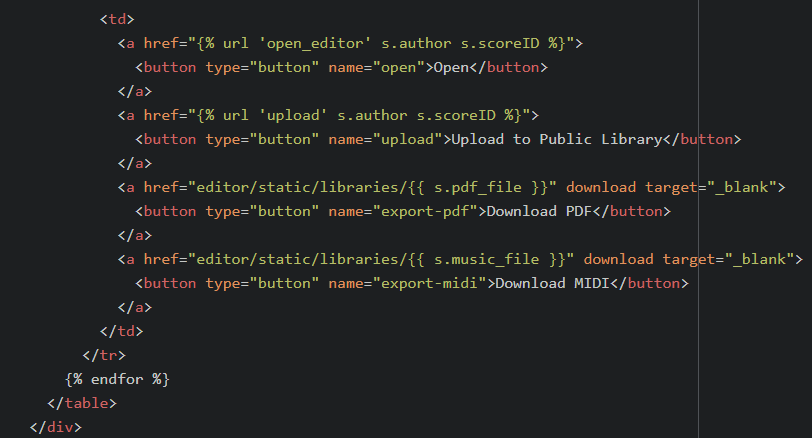 <td>
<a href="{% url 'open_editor' s.author s.scoreID %}">
<button type="button" name="open">Open</button>
</a>
<a href="{% url 'upload' s.author s.scoreID %}">
<button type="button" name="upload">Upload to Public Library</button>
</a>
<a href="editor/static/libraries/{{ s.pdf_file }}" download target="_blank">
<button type="button" name="export-pdf">Download PDF</button>
</a>
<a href="editor/static/libraries/{{ s.music_file }}" download target="_blank">
<button type="button" name="export-midi">Download MIDI</button>
</a>
</td>
</tr>
{% endfor %}
</table>
</div>